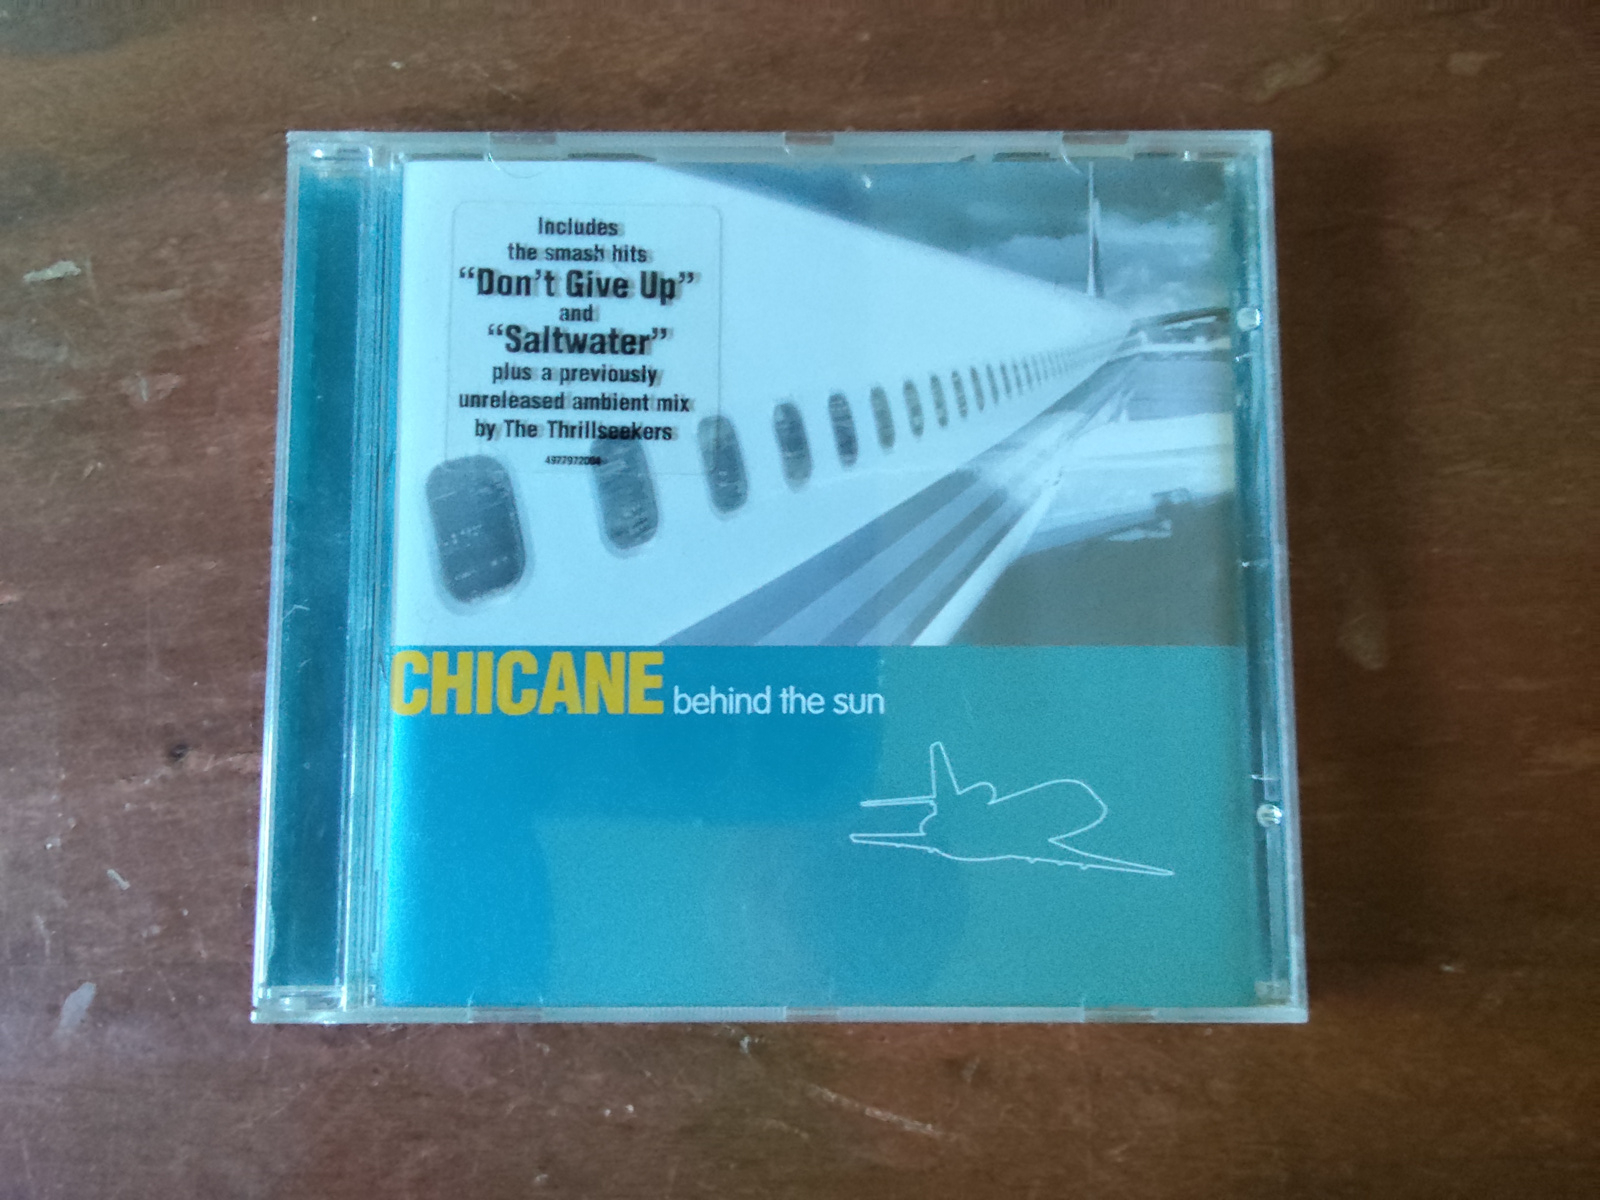 Includes
the smash hits
“Don't Give Up”
and
“Saltwater”
plus a previously
unreleased ambient mix
by The Thrillseekers
4977972004
CHICANE behind the sun